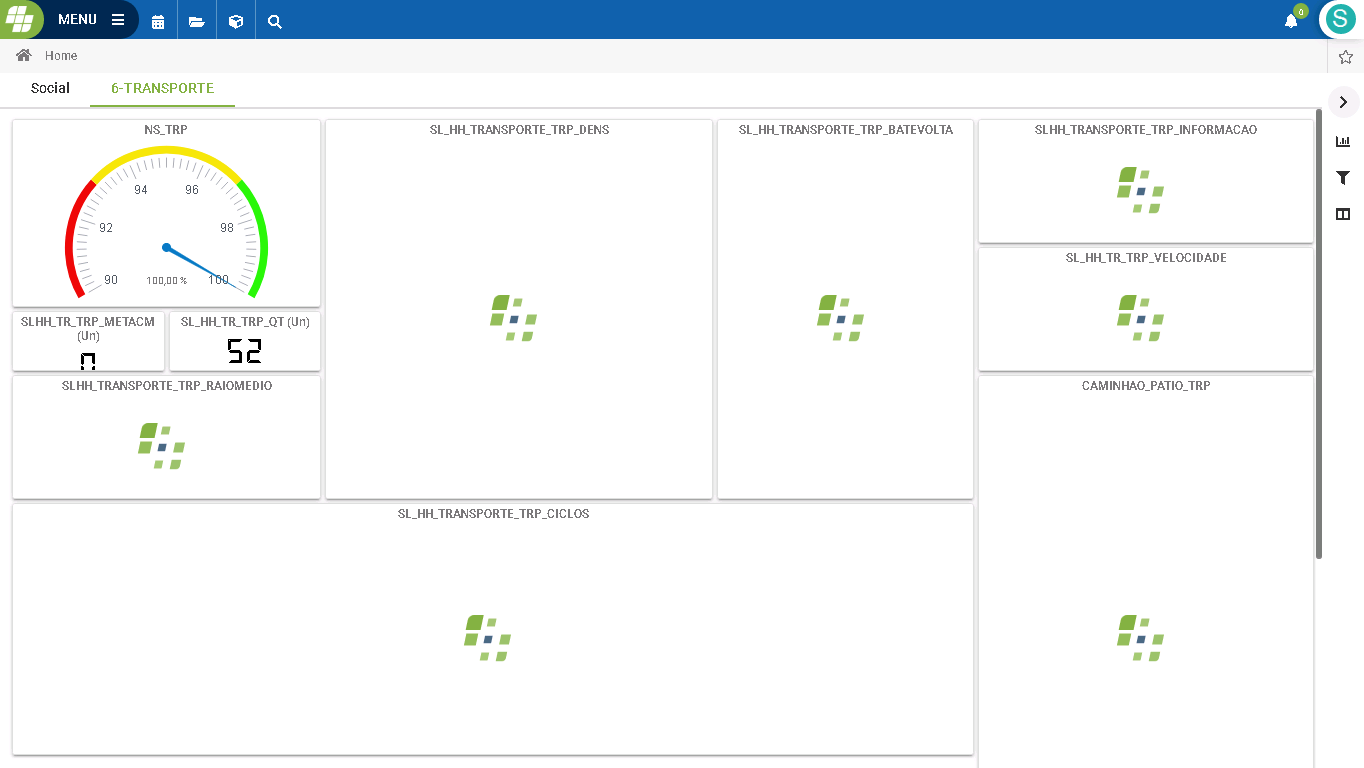 MENU
0
S
Home
Social
6-TRANSPORTE
NS_TRP
94
96
92
98
90
100,00 %
100
SL_HH_TRANSPORTE_TRP_DENS
SL_HH_TRANSPORTE_TRP_BATEVOLTA
SLHH_TRANSPORTE_TRP_INFORMACAO
SL_HH_TR_TRP_VELOCIDADE
SLHH_TR_TRP_METACM
(Un)
SL_HH_TR_TRP_QT (Un)
52
SLHH_TRANSPORTE_TRP_RAIOMEDIO
CAMINHAO_PATIO_TRP
SL_HH_TRANSPORTE_TRP_CICLOS